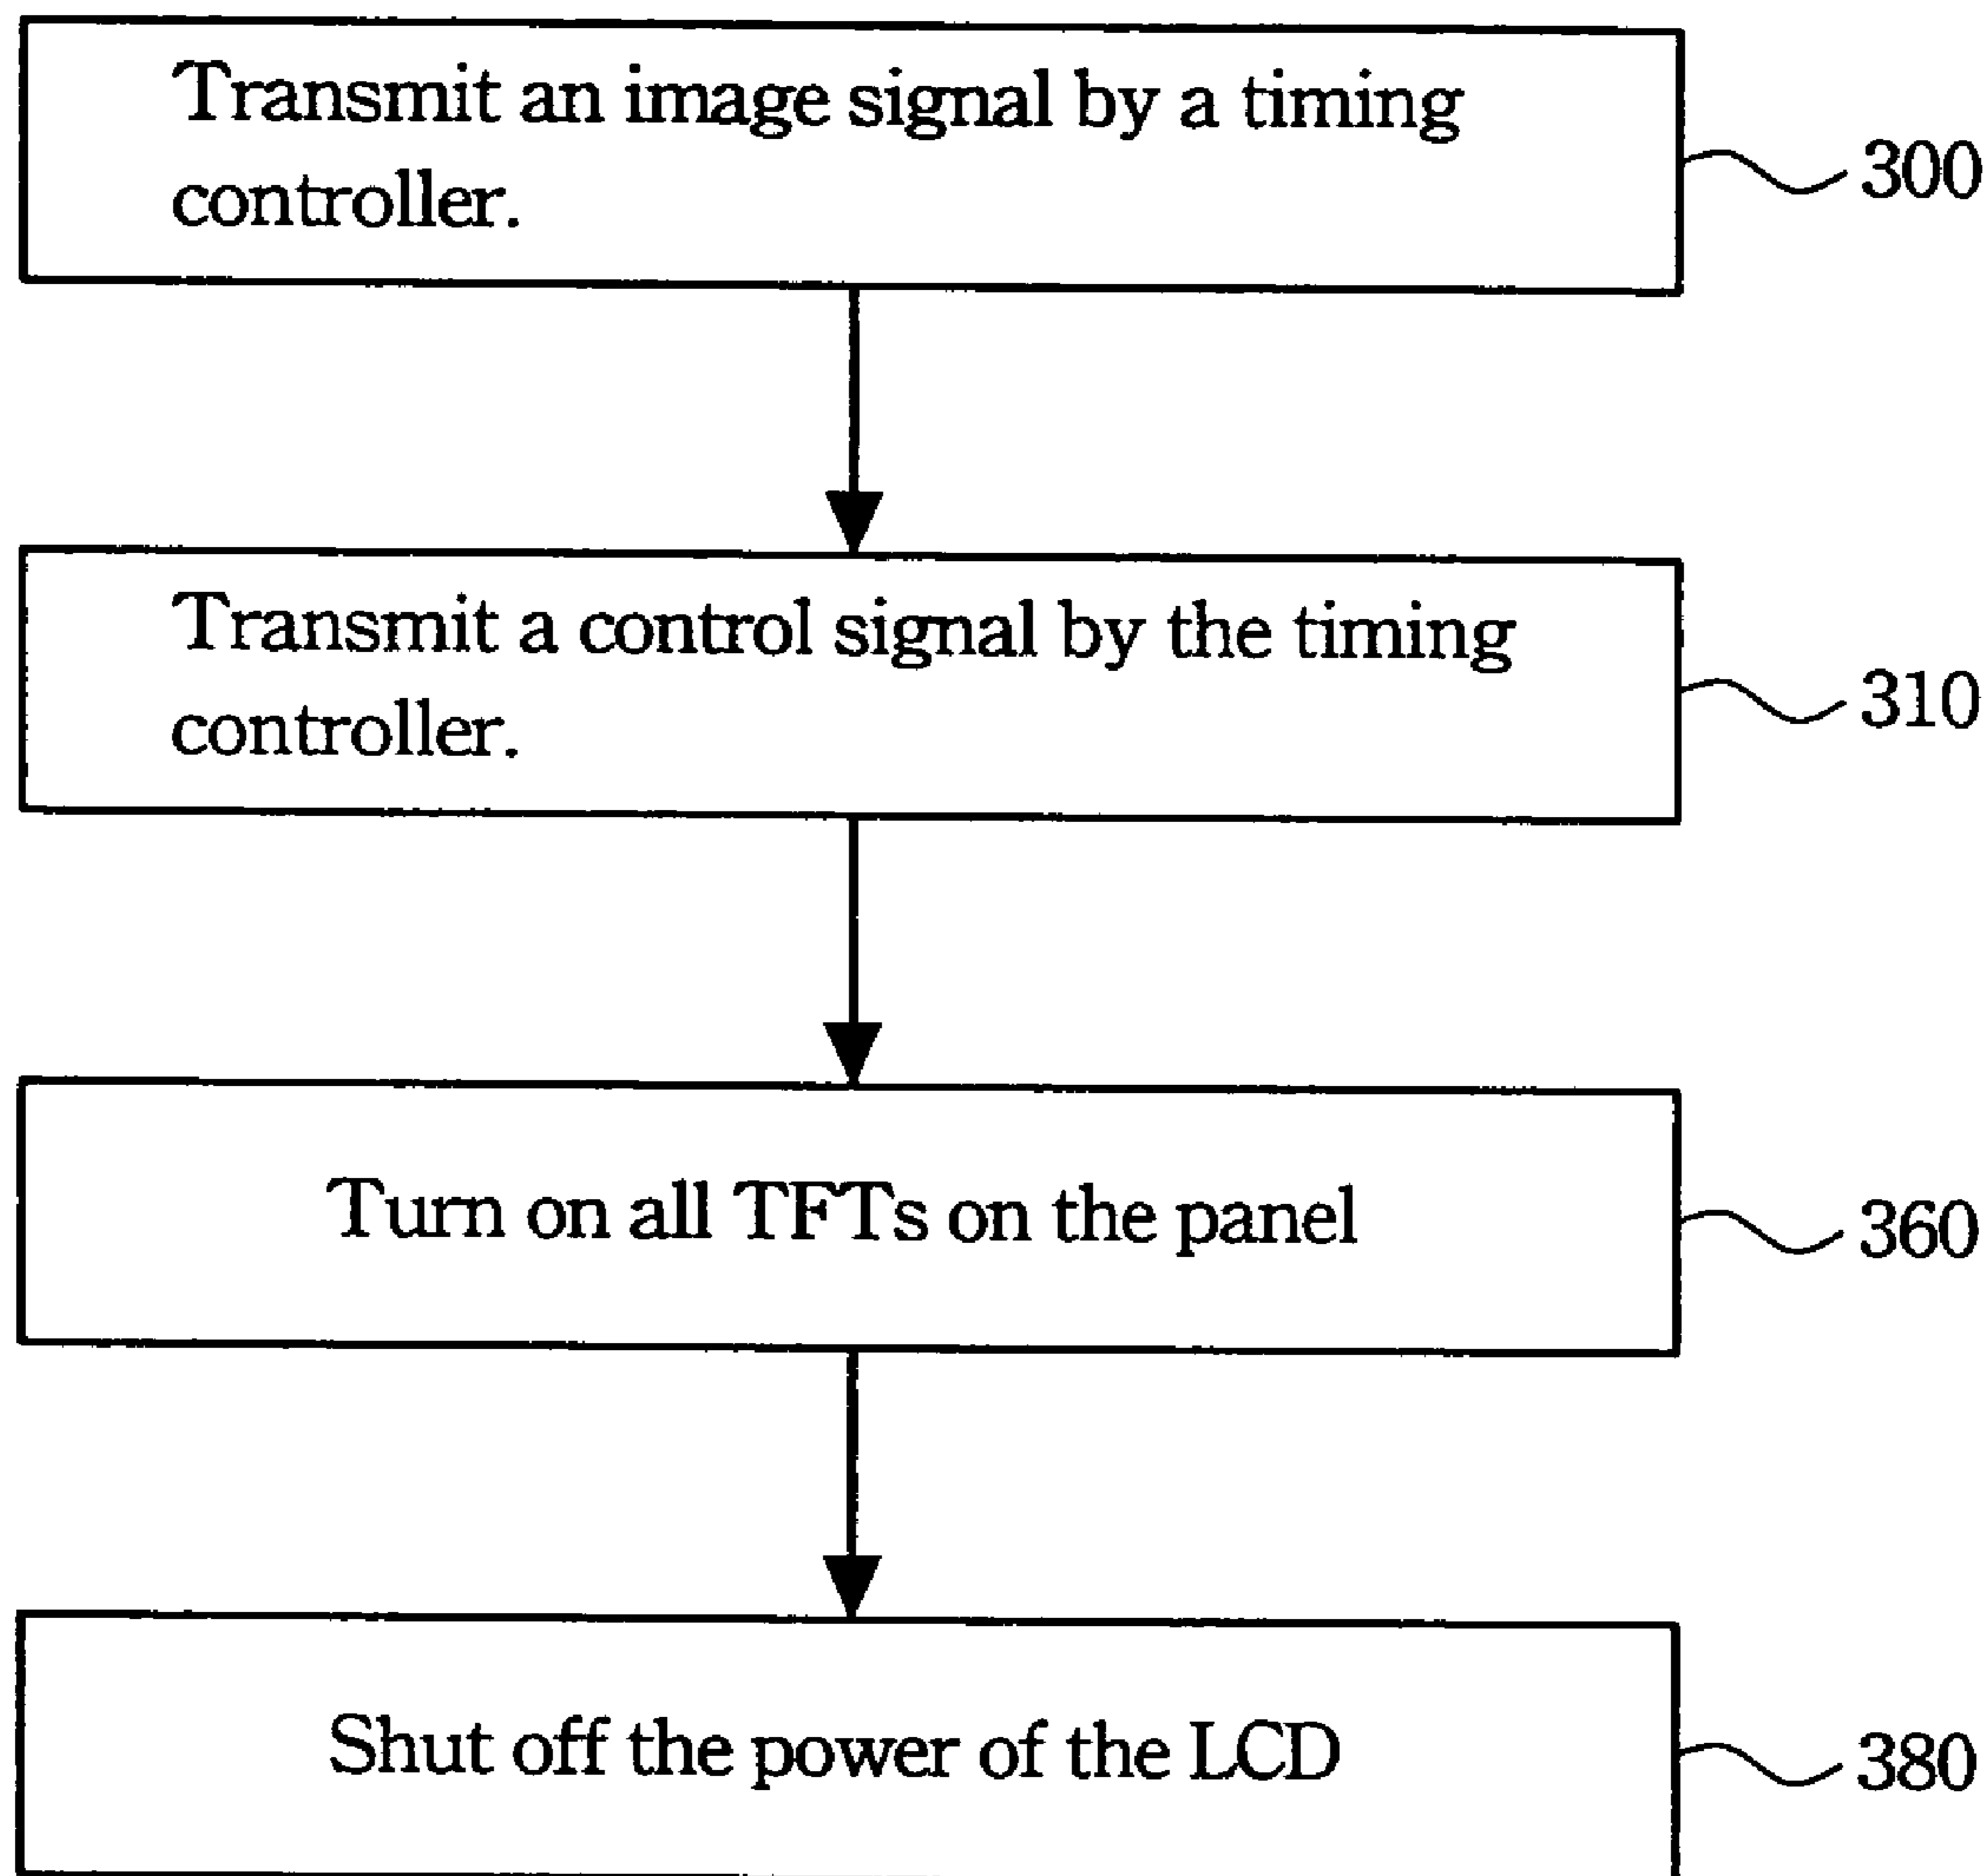 Transmit an image signal by a timing
controller.
300
Transmit a control signal by the timing
controller.
310
Turn on all TFTs on the panel
360
Shut off the power of the LCD
380